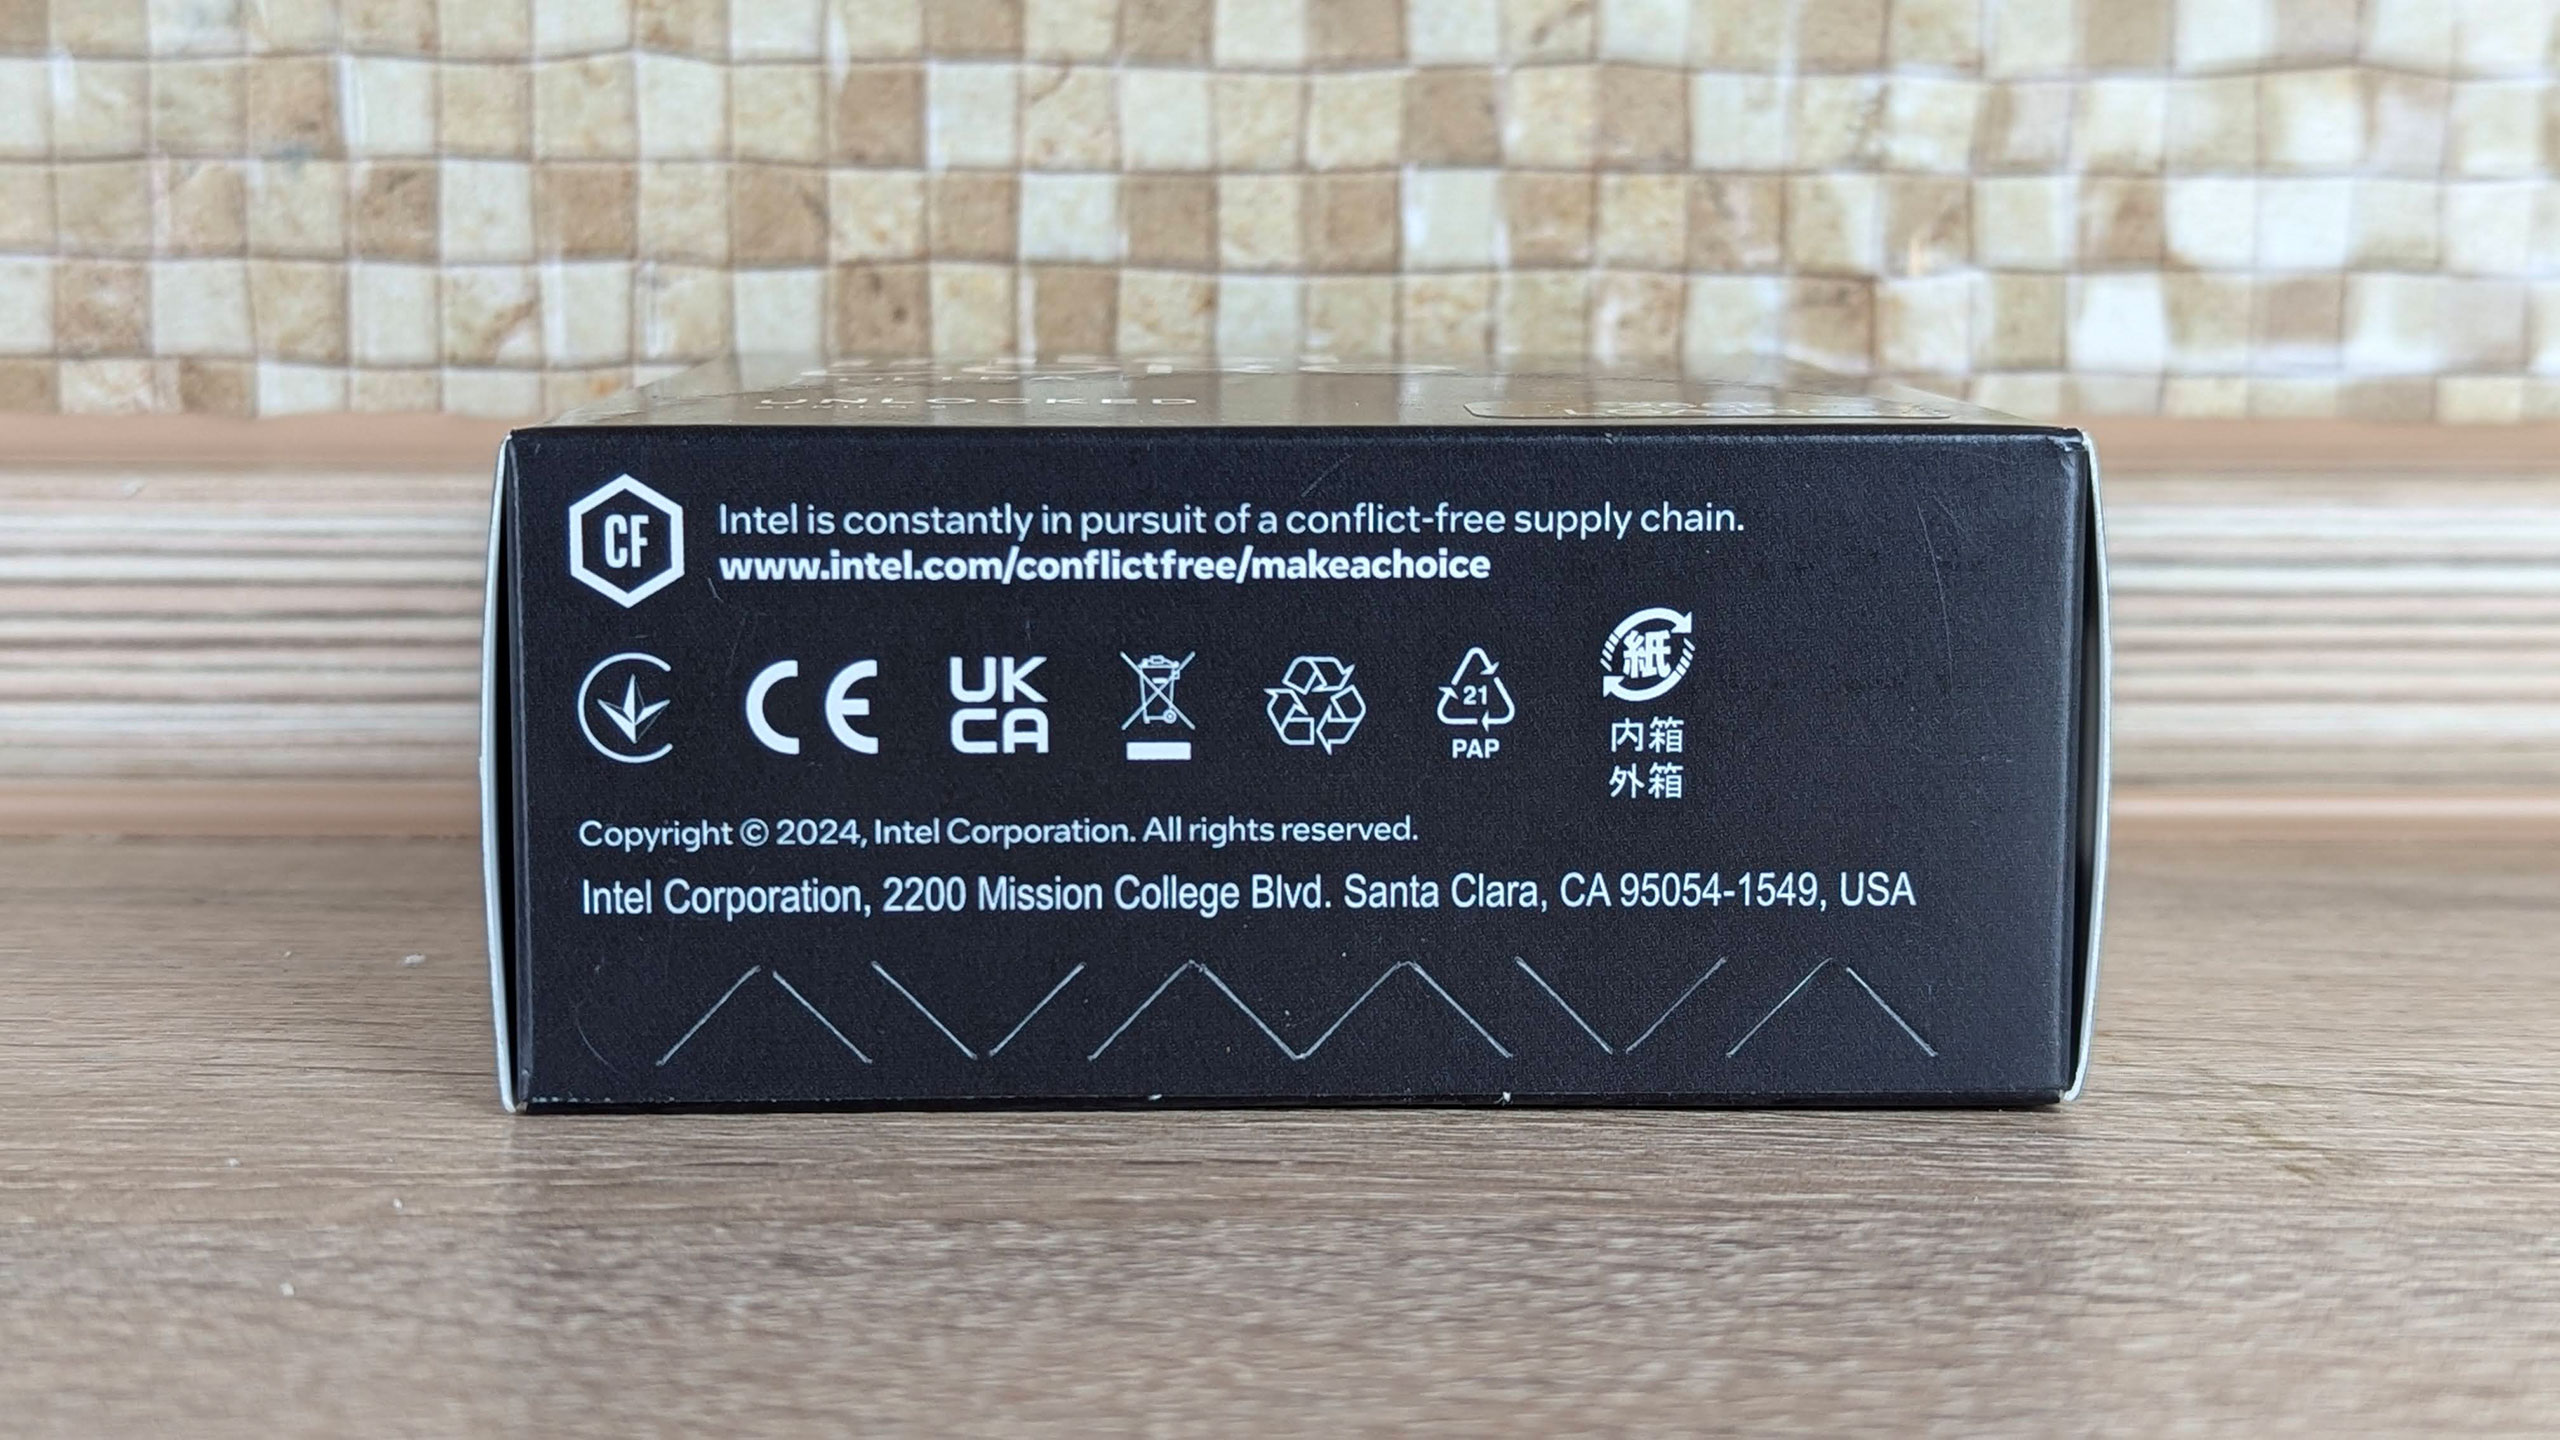 UNLOCKED
CF
Intel is constantly in pursuit of a conflict-free supply chain.
www.intel.com/conflictfree/makeachoice
CE
UK
CA
21
PAP
紙
内箱
外箱
Copyright © 2024, Intel Corporation. All rights reserved.
Intel Corporation, 2200 Mission College Blvd. Santa Clara, CA 95054-1549, USA